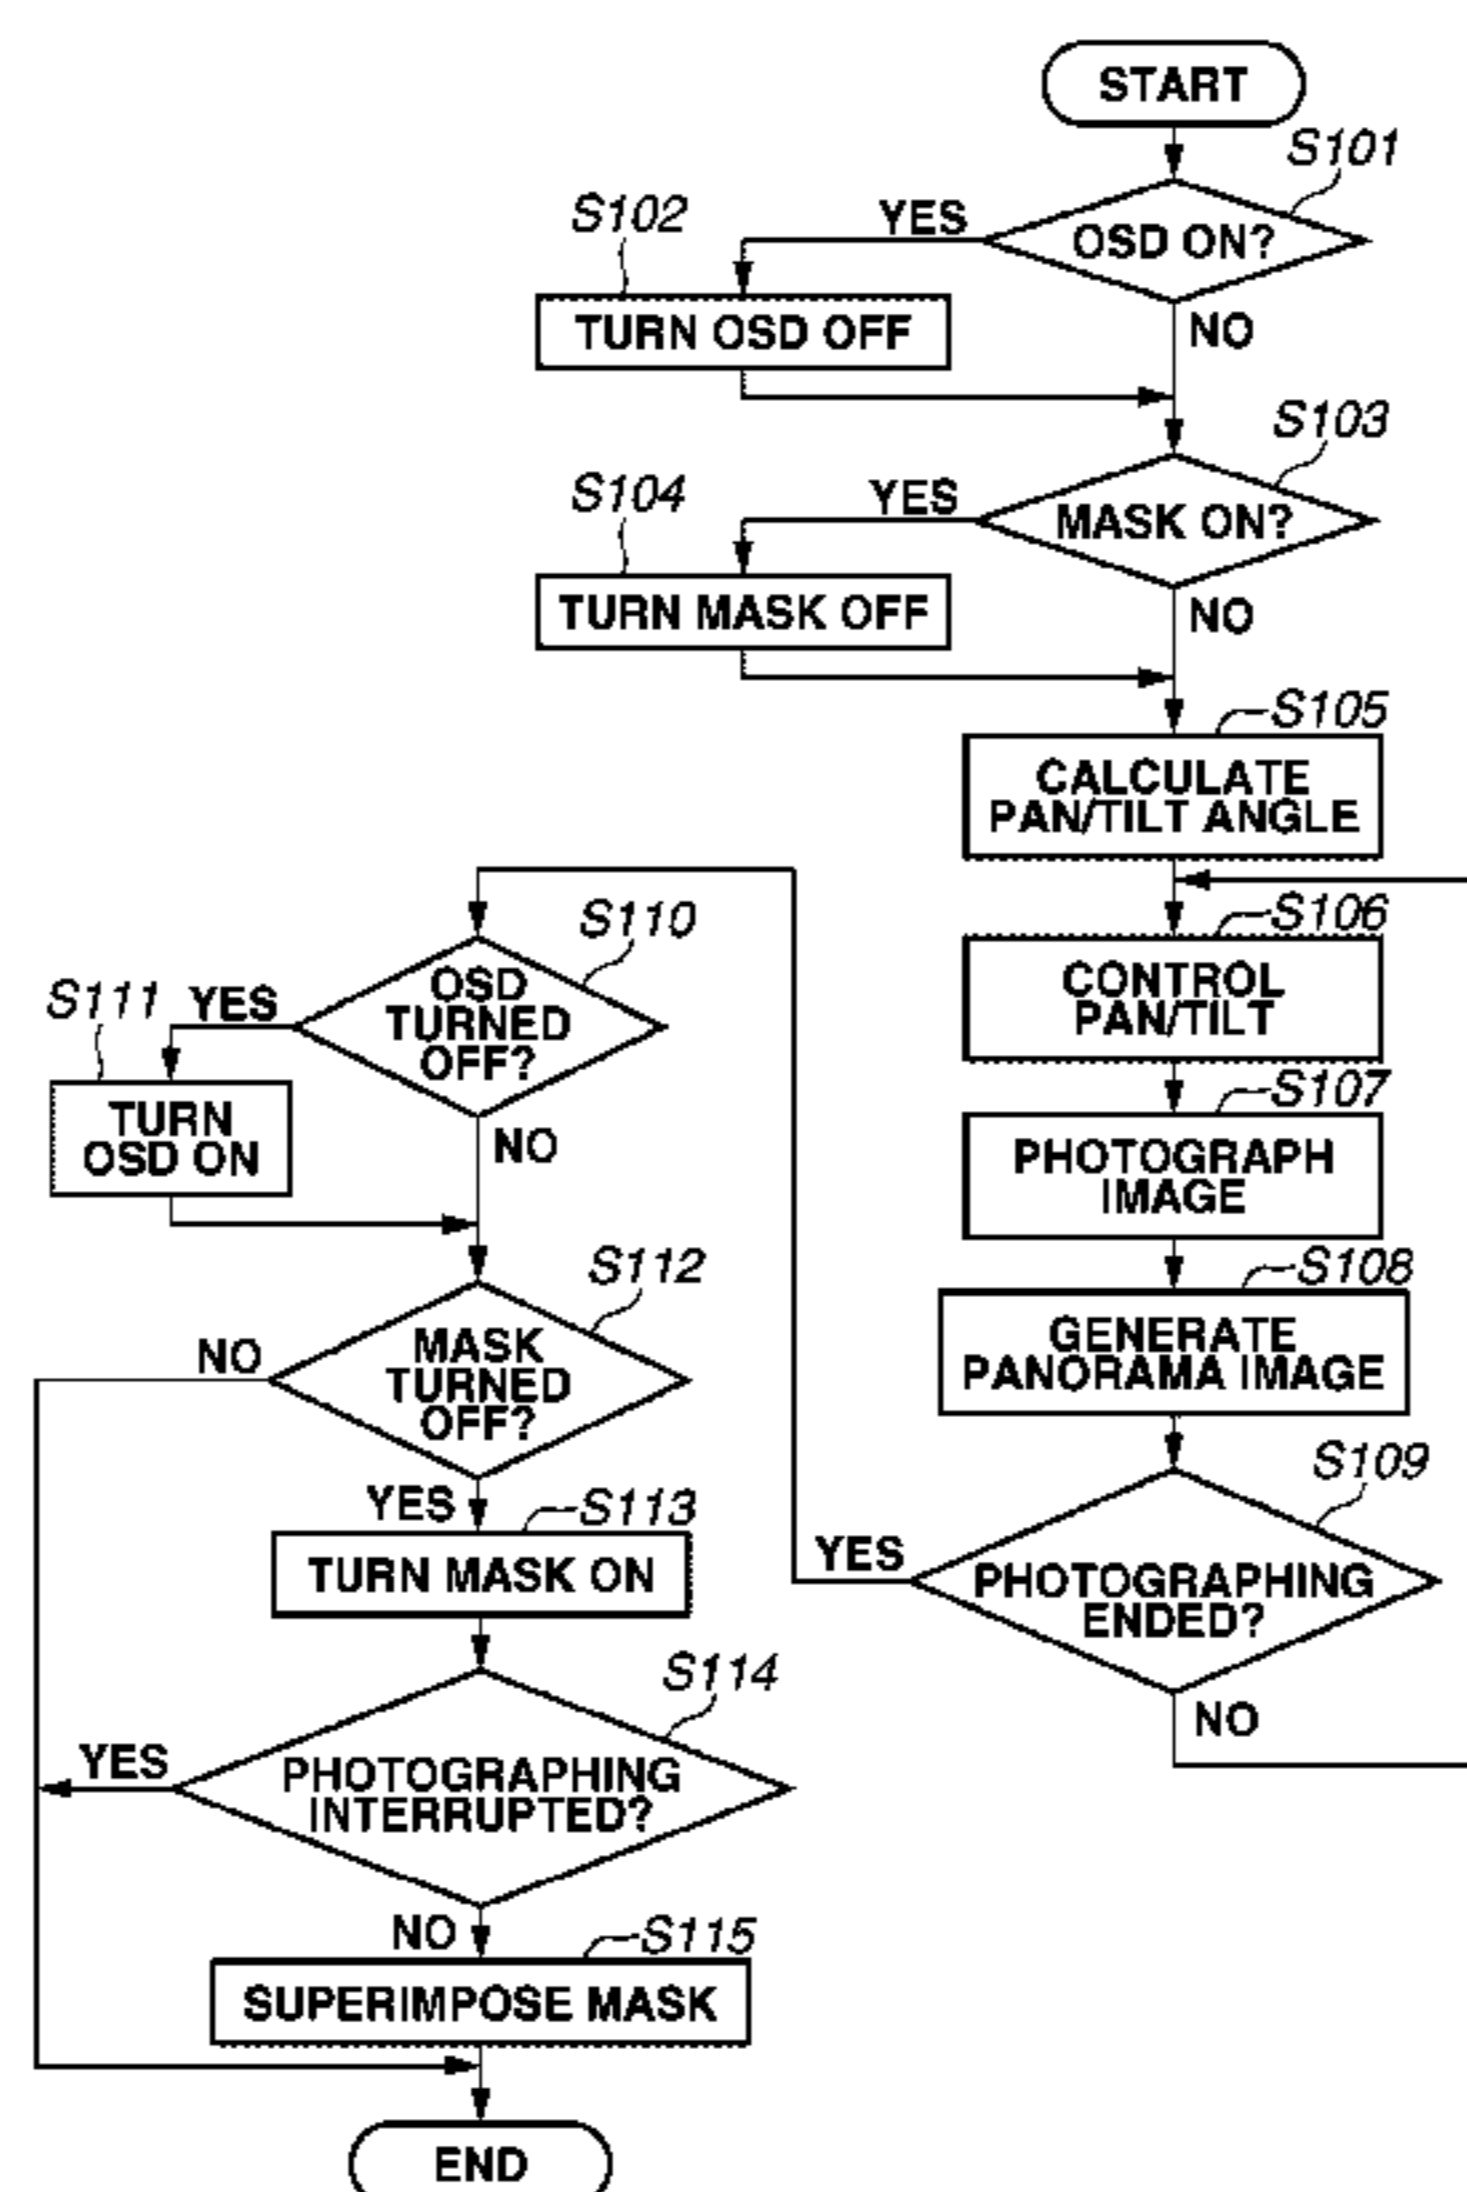 START
S101
OSD ON?
YES
NO
S102
TURN OSD OFF
S103
MASK ON?
YES
NO
S104
TURN MASK OFF
S105
CALCULATE
PAN/TILT ANGLE
S106
CONTROL
PAN/TILT
S107
PHOTOGRAPH
IMAGE
S108
GENERATE
PANORAMA IMAGE
S109
PHOTOGRAPHING
ENDED?
YES
NO
S110
OSD
TURNED
OFF?
YES
NO
S111
TURN
OSD ON
S112
MASK
TURNED
OFF?
NO
YES
S113
TURN MASK ON
S114
PHOTOGRAPHING
INTERRUPTED?
YES
NO
S115
SUPERIMPOSE MASK
END